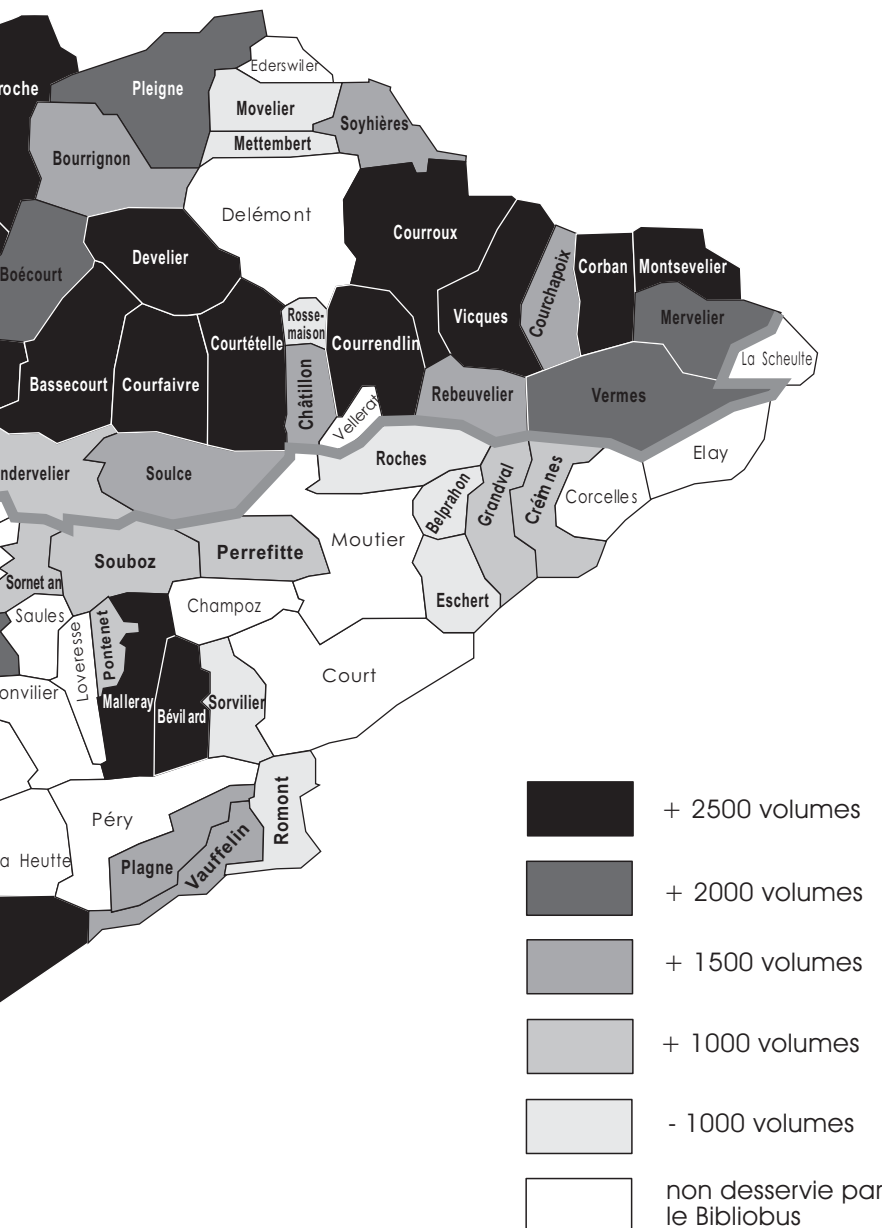 roche
Pleigne
Ederswiler
Movelier
Soyhières
Mettembert
Bourrignon
Delémont
Courroux
Develier
Boécourt
Courchapoix
Corban
Montsevelier
Vicques
Mervelier
Rosse-
maison
Courtételle
Courrendlin
La Scheulte
Bassecourt
Courfaivre
Châtillon
Rebeuvelier
Vermes
Vellerat
Roches
Elay
ndervelier
Soulce
Belprahon
Grandval
Crémines
Corcelles
Moutier
Perrefitte
Souboz
Sornetan
Eschert
Champoz
Saules
Loveresse
Pontenet
Court
onvilier
Malleray
Bévilard
Sorvilier
Romont
Péry
Vauffelin
a Heutte
Plagne
+ 2500 volumes
+ 2000 volumes
+ 1500 volumes
+ 1000 volumes
- 1000 volumes
non desservie par
le Bibliobus